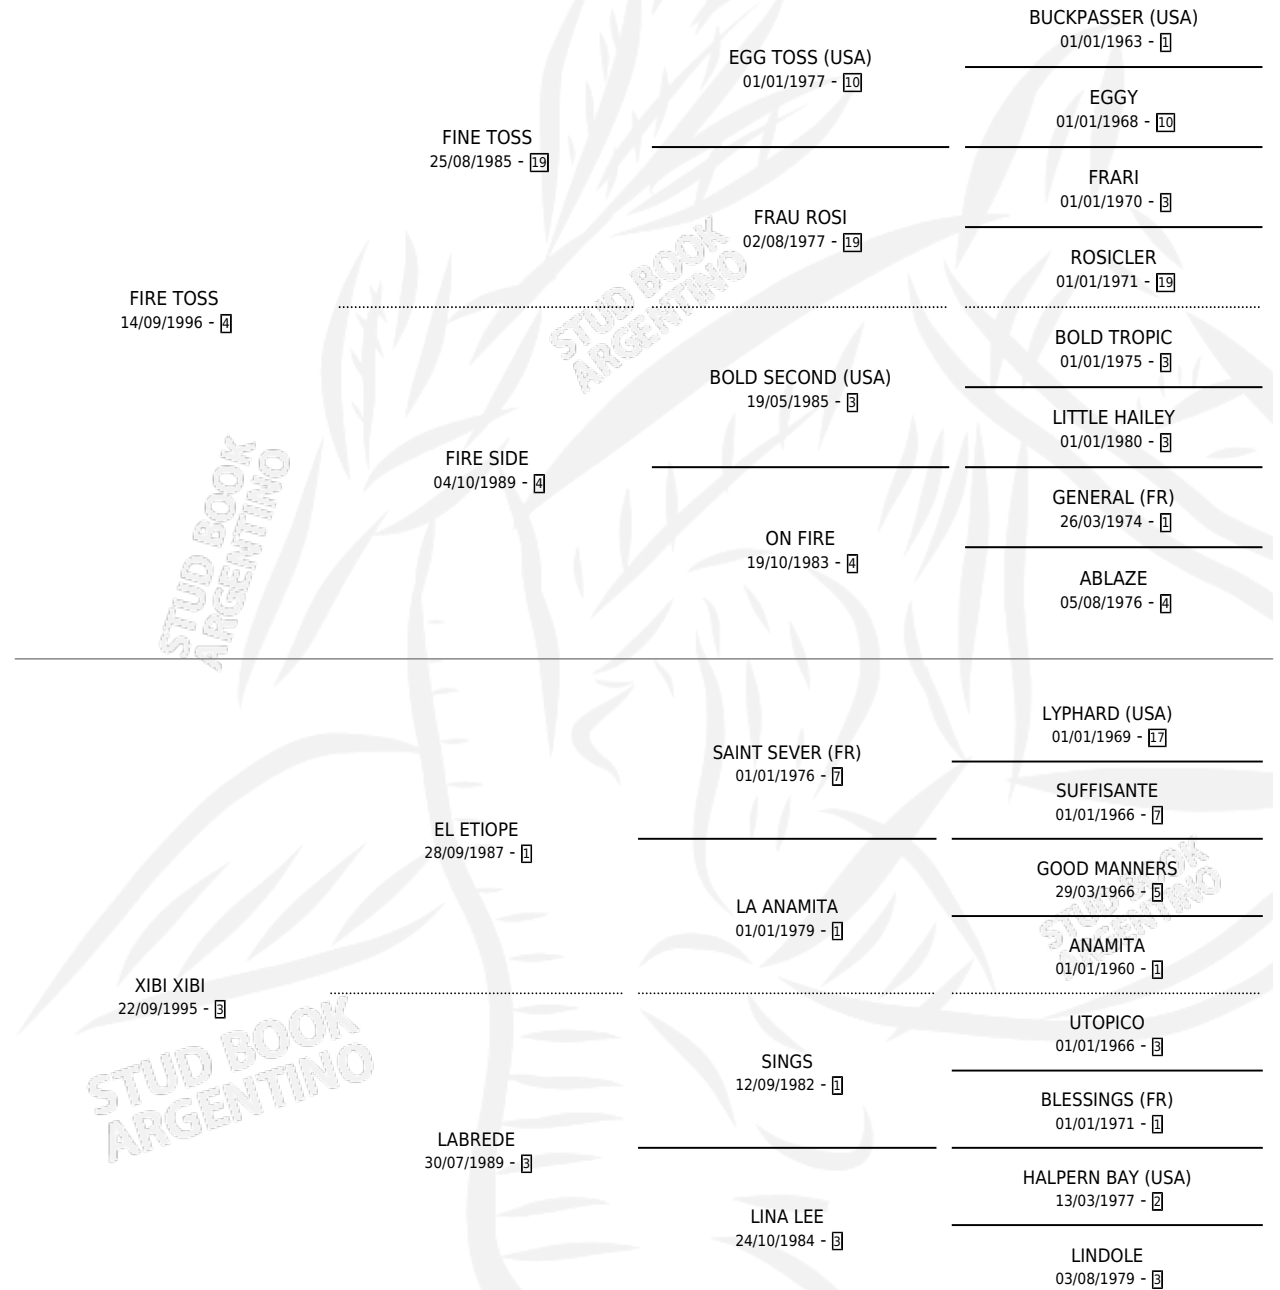 BUCKPASSER (USA)
01/01/1963 - 1
EGG TOSS (USA)
01/01/1977 - 10
EGGY
01/01/1968 - 10
FINE TOSS
25/08/1985 - 19
FRARI
01/01/1970 - 3
FRAU ROSI
02/08/1977 - 19
ROSICLER
01/01/1971 - 19
FIRE TOSS
14/09/1996 - 4
STUD BOOK
ARGENTINO
BOLD TROPIC
01/01/1975 - 3
BOLD SECOND (USA)
19/05/1985 - 3
LITTLE HAILEY
01/01/1980 - 3
FIRE SIDE
04/10/1989 - 4
GENERAL (FR)
26/03/1974 - 1
ON FIRE
19/10/1983 - 4
ABLAZE
05/08/1976 - 4
STUD BOOK
ARGENTINO
LYPHARD (USA)
01/01/1969 - 17
SAINT SEVER (FR)
01/01/1976 - 7
SUFFISANTE
01/01/1966 - 7
EL ETIOPE
28/09/1987 - 1
GOOD MANNERS
29/03/1966 - 5
LA ANAMITA
01/01/1979 - 1
STUD BOOK
ARGENTINO
ANAMITA
01/01/1960 - 1
XIBI XIBI
22/09/1995 - 3
STUD BOOK
ARGENTINO
UTOPICO
01/01/1966 - 3
SINGS
12/09/1982 - 1
BLESSINGS (FR)
01/01/1971 - 1
LABREDE
30/07/1989 - 3
HALPERN BAY (USA)
13/03/1977 - 2
LINA LEE
24/10/1984 - 3
LINDOLE
03/08/1979 - 3